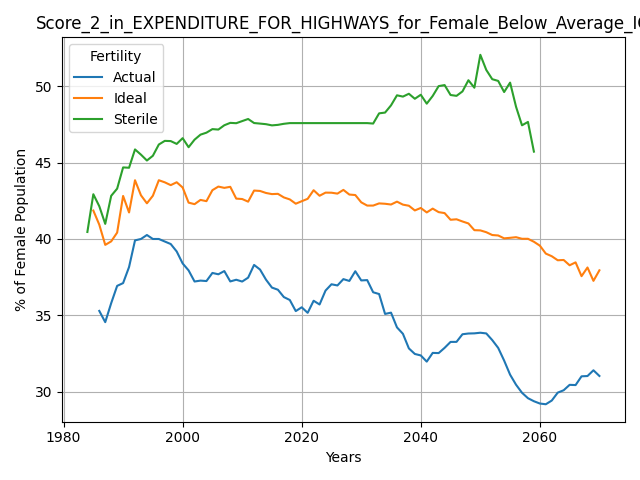 Score_2_in_EXPENDITURE_FOR_HIGHWAYS_for_Female_Below_Average_I
Fertility
Actual
Ideal
Sterile
% of Female Population
50
45
40
35
30
1980
2000
2020
2040
2060
Years